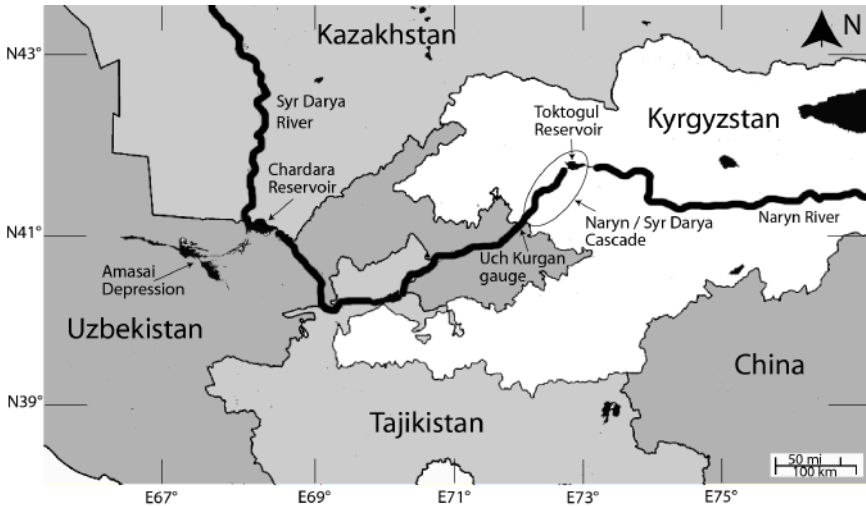 Kazakhstan
N
N43°
Syr Darya
River
Toktogul
Reservoir
Kyrgyzstan
Chardara
Reservoir
N41°
Naryn / Syr Darya
Cascade
Naryn River
Uch Kurgan
gauge
Amasai
Depression
Uzbekistan
China
N39°
Tajikistan
50 mi
100 km
E67°
E69°
E71°
E73°
E75°